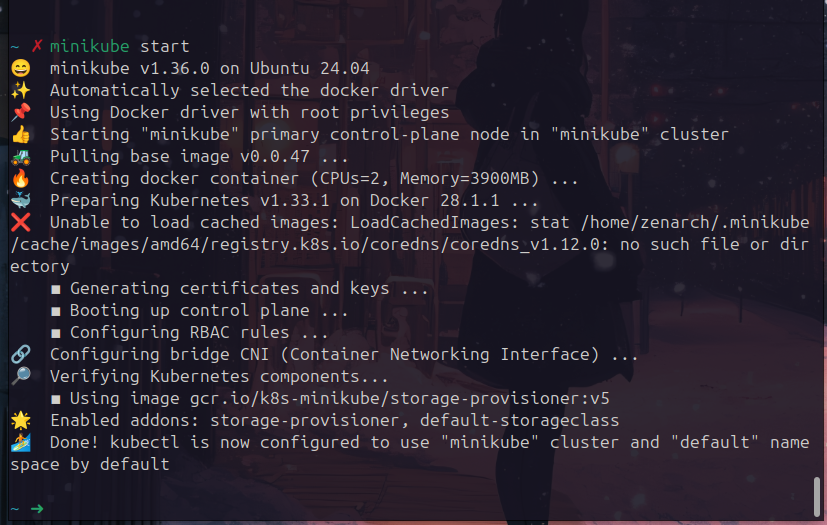 ~ ✗ minikube start
😄 minikube v1.36.0 on Ubuntu 24.04
✨ Automatically selected the docker driver
📌 Using Docker driver with root privileges
👍 Starting "minikube" primary control-plane node in "minikube" cluster
🚜 Pulling base image v0.0.47 ...
🔥 Creating docker container (CPUs=2, Memory=3900MB) ...
🐳 Preparing Kubernetes v1.33.1 on Docker 28.1.1 ...
❌ Unable to load cached images: LoadCachedImages: stat /home/zenarch/.minikube
/cache/images/amd64/registry.k8s.io/coredns/coredns_v1.12.0: no such file or dir
ectory
▪ Generating certificates and keys ...
▪ Booting up control plane ...
▪ Configuring RBAC rules ...
🔗 Configuring bridge CNI (Container Networking Interface) ...
🔎 Verifying Kubernetes components...
▪ Using image gcr.io/k8s-minikube/storage-provisioner:v5
🌟 Enabled addons: storage-provisioner, default-storageclass
🏄 Done! kubectl is now configured to use "minikube" cluster and "default" name
space by default
~ ➜